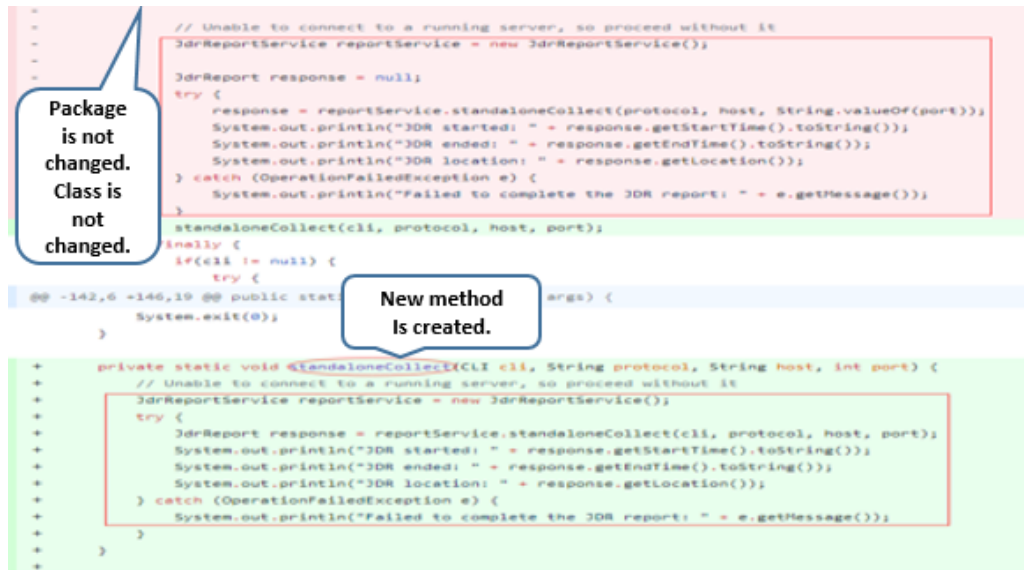 -
- // Unable to connect to a running server, so proceed without it
- JdrReportService reportService = new JdrReportService();
-
- JdrReport response = null;
try {
response = reportService.standaloneCollect(protocol, host, String.valueOf(port));
System.out.println("JDR started: " + response.getStartTime().toString());
System.out.println("JDR ended: " + response.getEndTime().toString());
System.out.println("JDR location: " + response.getLocation());
} catch (OperationFailedException e) {
System.out.println("Failed to complete the JDR report: " + e.getMessage());
}
Package
is not
changed.
Class is
not
changed.
standaloneCollect(cli, protocol, host, port);
finally {
if(cli != null) {
try {
@@ -142,6 +146,19 @@ public stati args) {
System.exit(0);
}
New method
Is created.
+ private static void standaloneCollect(CLI cli, String protocol, String host, int port) {
+ // Unable to connect to a running server, so proceed without it
+ JdrReportService reportService = new JdrReportService();
+ try {
+ JdrReport response = reportService.standaloneCollect(cli, protocol, host, port);
+ System.out.println("JDR started: " + response.getStartTime().toString());
+ System.out.println("JDR ended: " + response.getEndTime().toString());
+ System.out.println("JDR location: " + response.getLocation());
+ } catch (OperationFailedException e) {
+ System.out.println("Failed to complete the JDR report: " + e.getMessage());
+ }
+ }
+